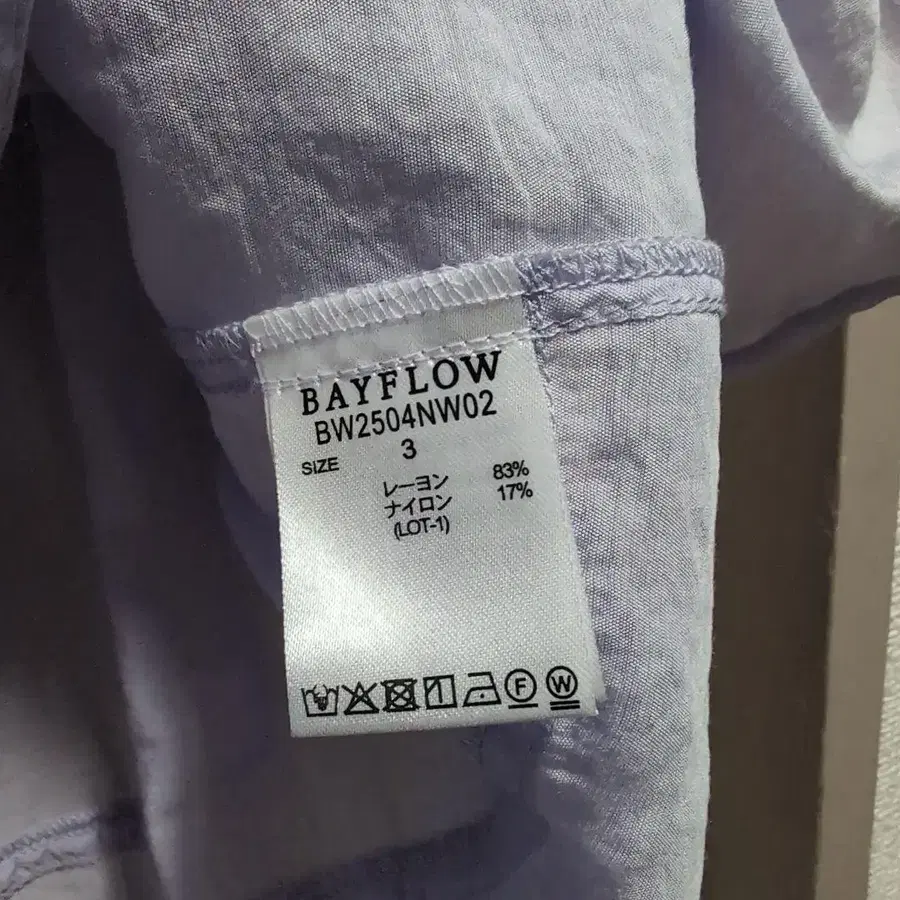 BAYFLOW
BW2504NW02
SIZE 3
レーヨン 83%
ナイロン 17%
(LOT-1)
F W